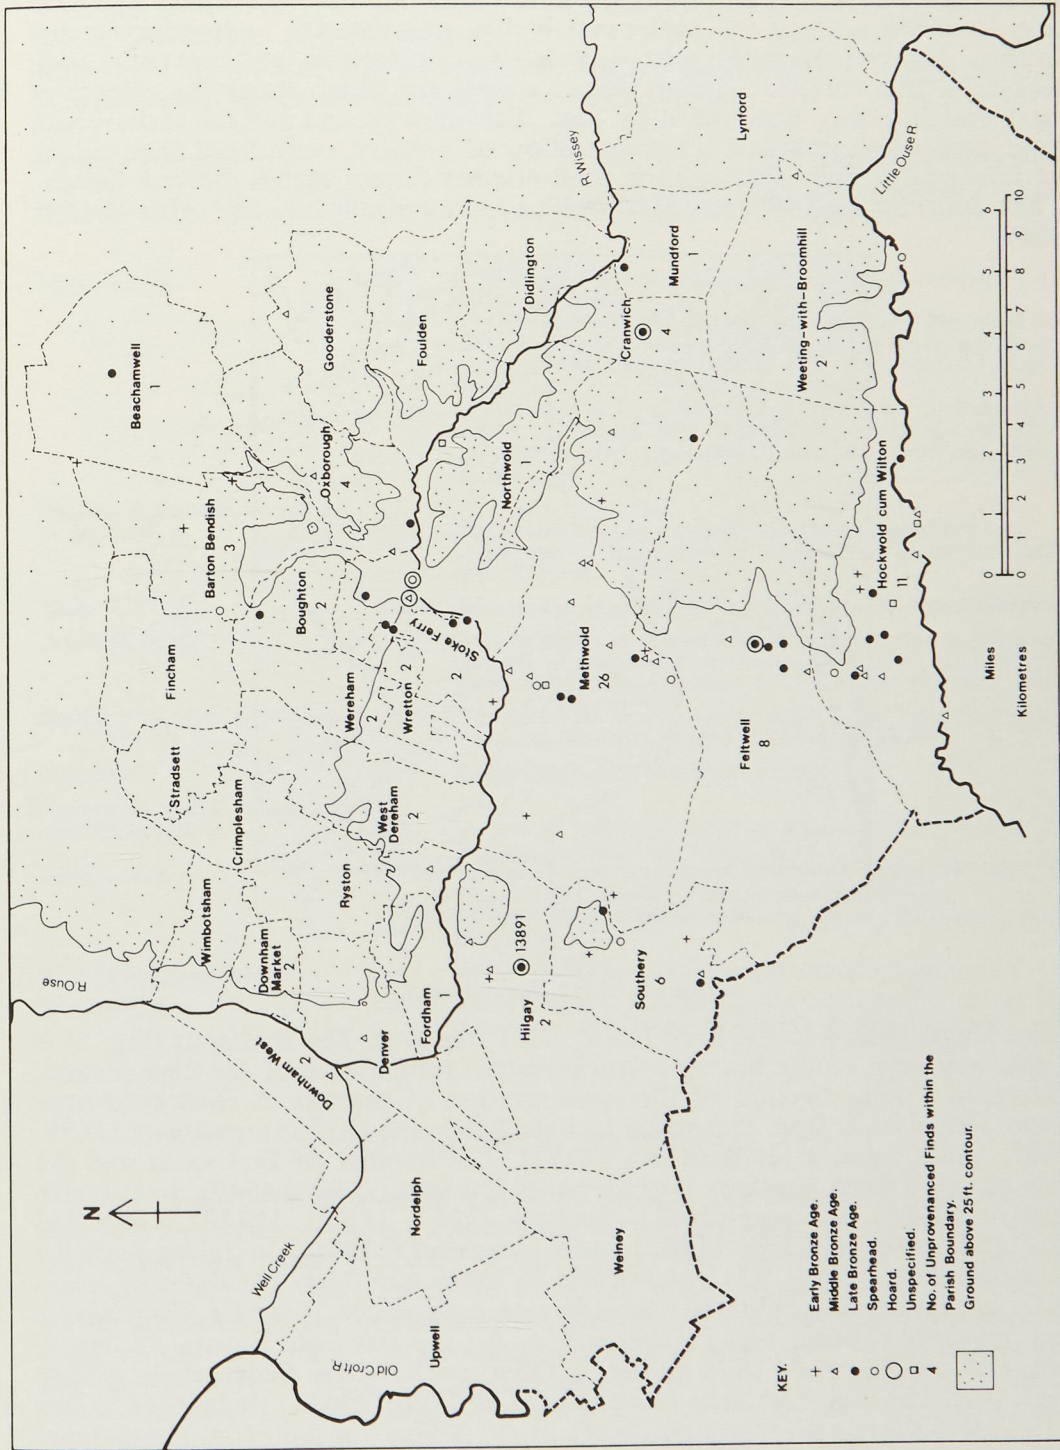 N
R Ouse
Well Creek
Old Croft R
R Wissey
Little Ouse R
Beachamwell
1
Barton Bendish
3
Fincham
Stradsett
Crimplesham
Wimbotsham
Downham
Market
2
Ryston
Downham West
2
Denver
Fordham
1
West
Dereham
2
Wereham
2
Wretton
2
2
Stoke Ferry
Boughton
2
Oxborough
4
Gooderstone
Foulden
Didlington
Northwold
1
Cranwich
4
Mundford
1
Lynford
Weeting-with-Broomhill
2
Hockwold cum Wilton
11
Methwold
26
Feltwell
8
Southery
6
Hilgay
2
13891
Nordelph
Upwell
Welney
KEY.
Early Bronze Age.
Middle Bronze Age.
Late Bronze Age.
Spearhead.
Hoard.
Unspecified.
4 No. of Unprovenanced Finds within the
Parish Boundary.
Ground above 25ft. contour.
Miles
0 1 2 3 4 5 6
Kilometres
0 1 2 3 4 5 6 7 8 9 10